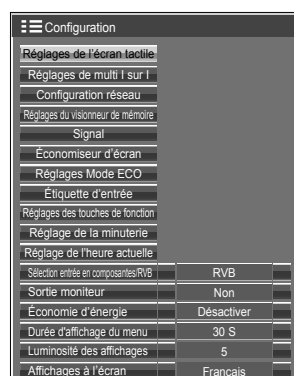 Configuration
Réglages de l'écran tactile
Réglages de multi I sur I
Configuration réseau
Réglages du visionneur de mémoire
Signal
Économiseur d'écran
Réglages Mode ECO
Étiquette d'entrée
Réglages des touches de fonction
Réglage de la minuterie
Réglage de l'heure actuelle
Sélection entrée en composantes/RVB RVB
Sortie moniteur Non
Économie d'énergie Désactiver
Durée d'affichage du menu 30 S
Luminosité des affichages 5
Affichages à l'écran Français